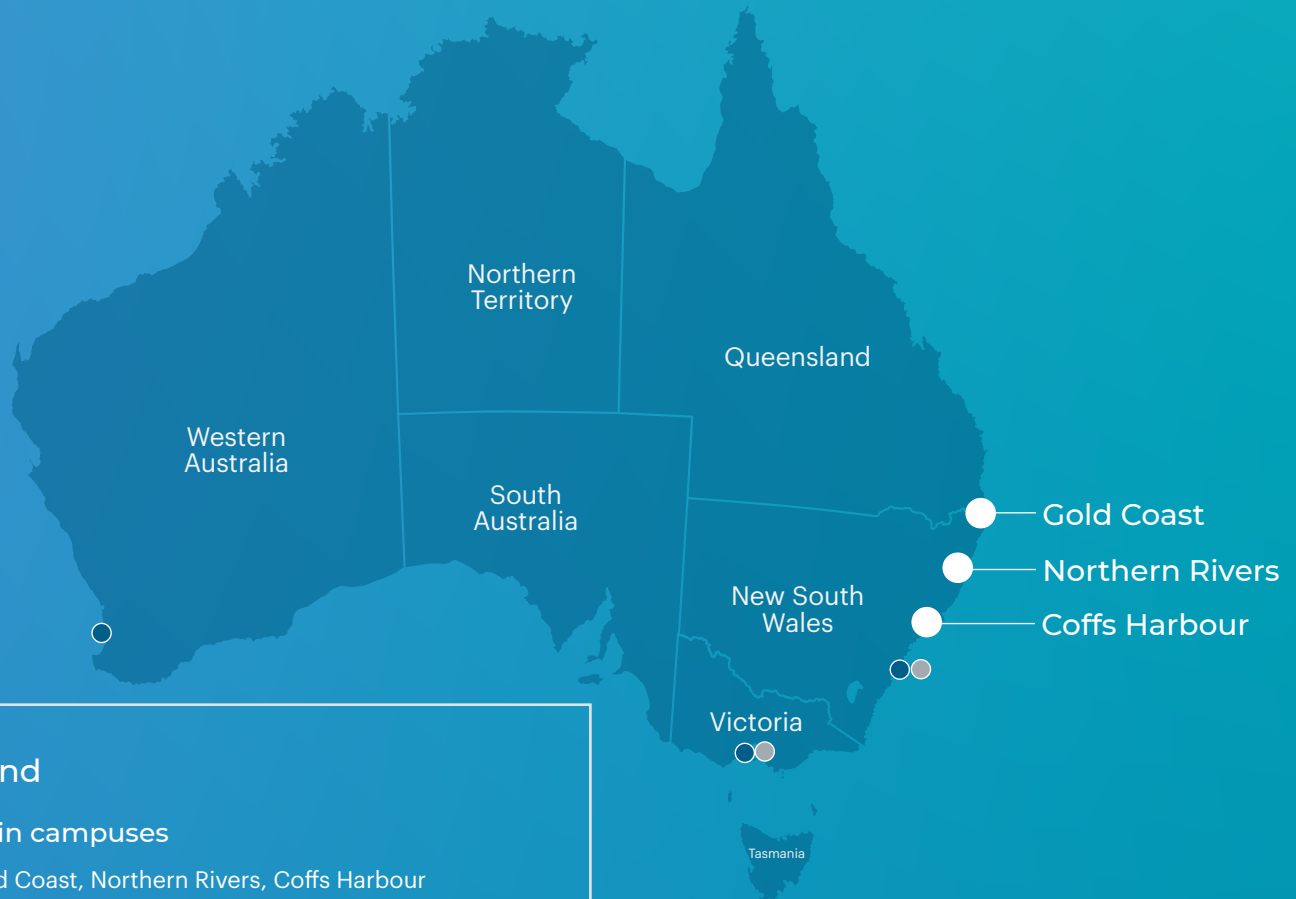 Northern
Territory
Queensland
Western
Australia
South
Australia
Gold Coast
Northern Rivers
New South
Wales
Coffs Harbour
Victoria
Tasmania
nd
in campuses
d Coast, Northern Rivers, Coffs Harbour